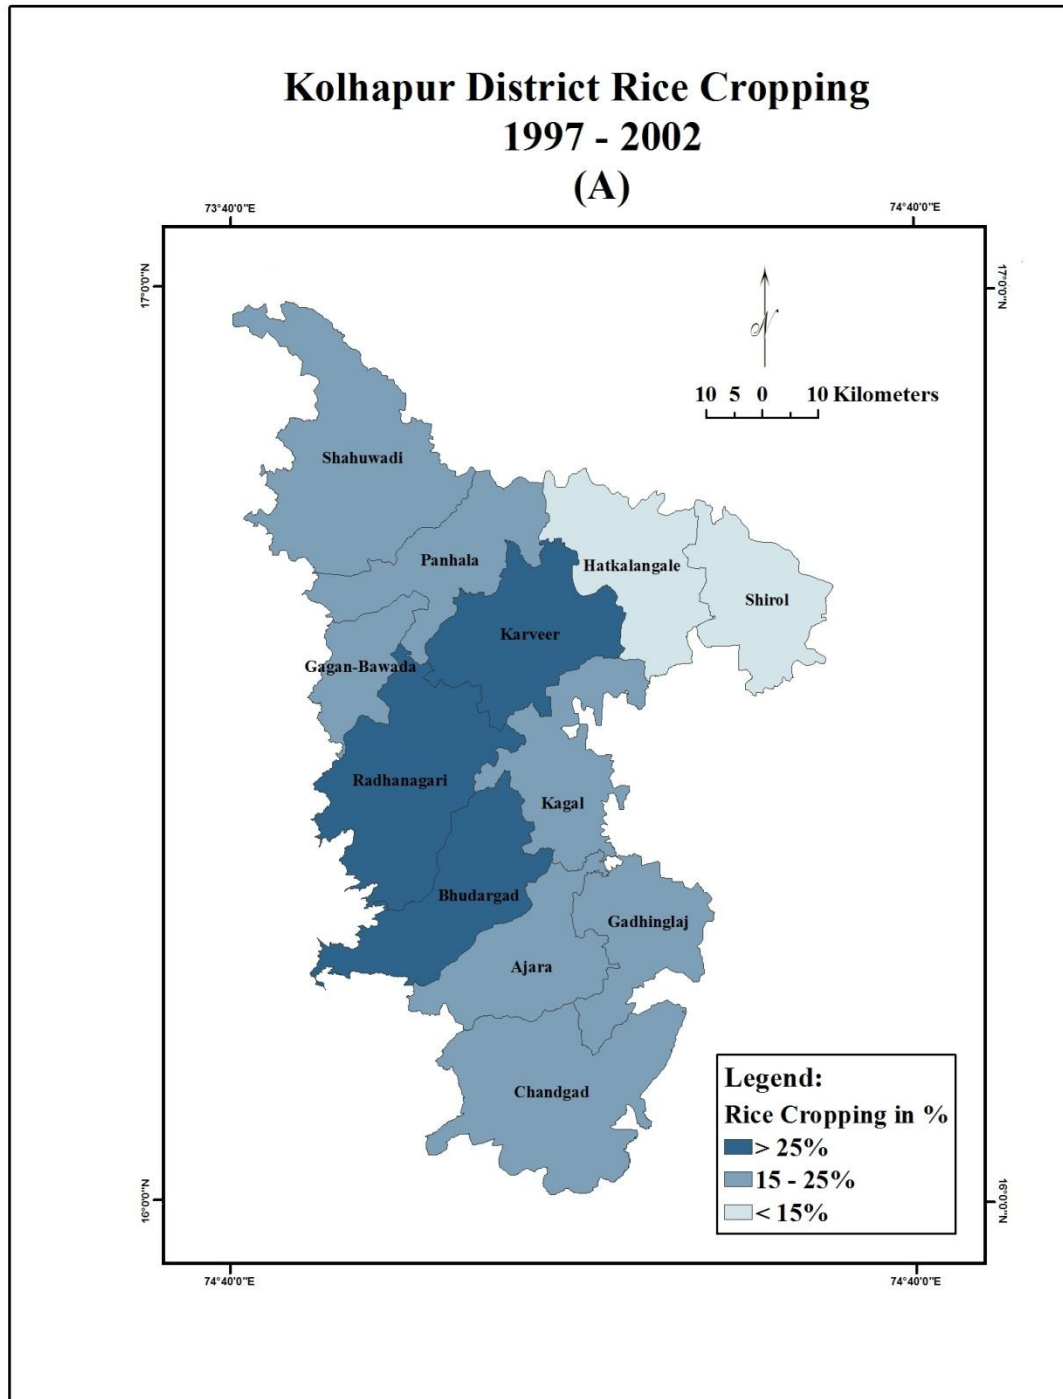 Kolhapur District Rice Cropping
1997 - 2002
(A)
73°40'0"E
74°40'0"E
17°0'0"N
17°0'0"N
N
10 5 0 10 Kilometers
Shahuwadi
Panhala
Hatkalangale
Shirol
Karveer
Gagan-Bawada
Radhanagari
Kagal
Bhudargad
Gadhinglaj
Ajara
Chandgad
Legend:
Rice Cropping in %
> 25%
15 - 25%
< 15%
16°0'0"N
16°0'0"N
74°40'0"E
74°40'0"E